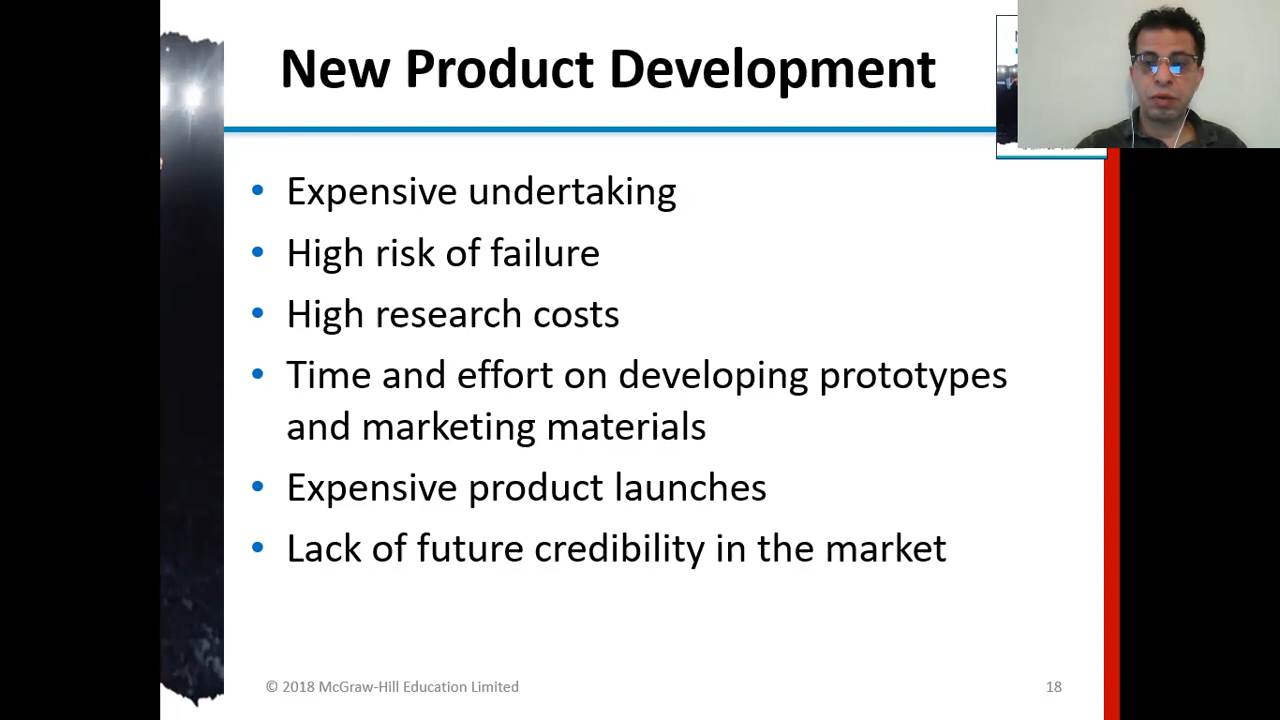 New Product Development
• Expensive undertaking
• High risk of failure
• High research costs
• Time and effort on developing prototypes
and marketing materials
• Expensive product launches
• Lack of future credibility in the market
© 2018 McGraw-Hill Education Limited
18